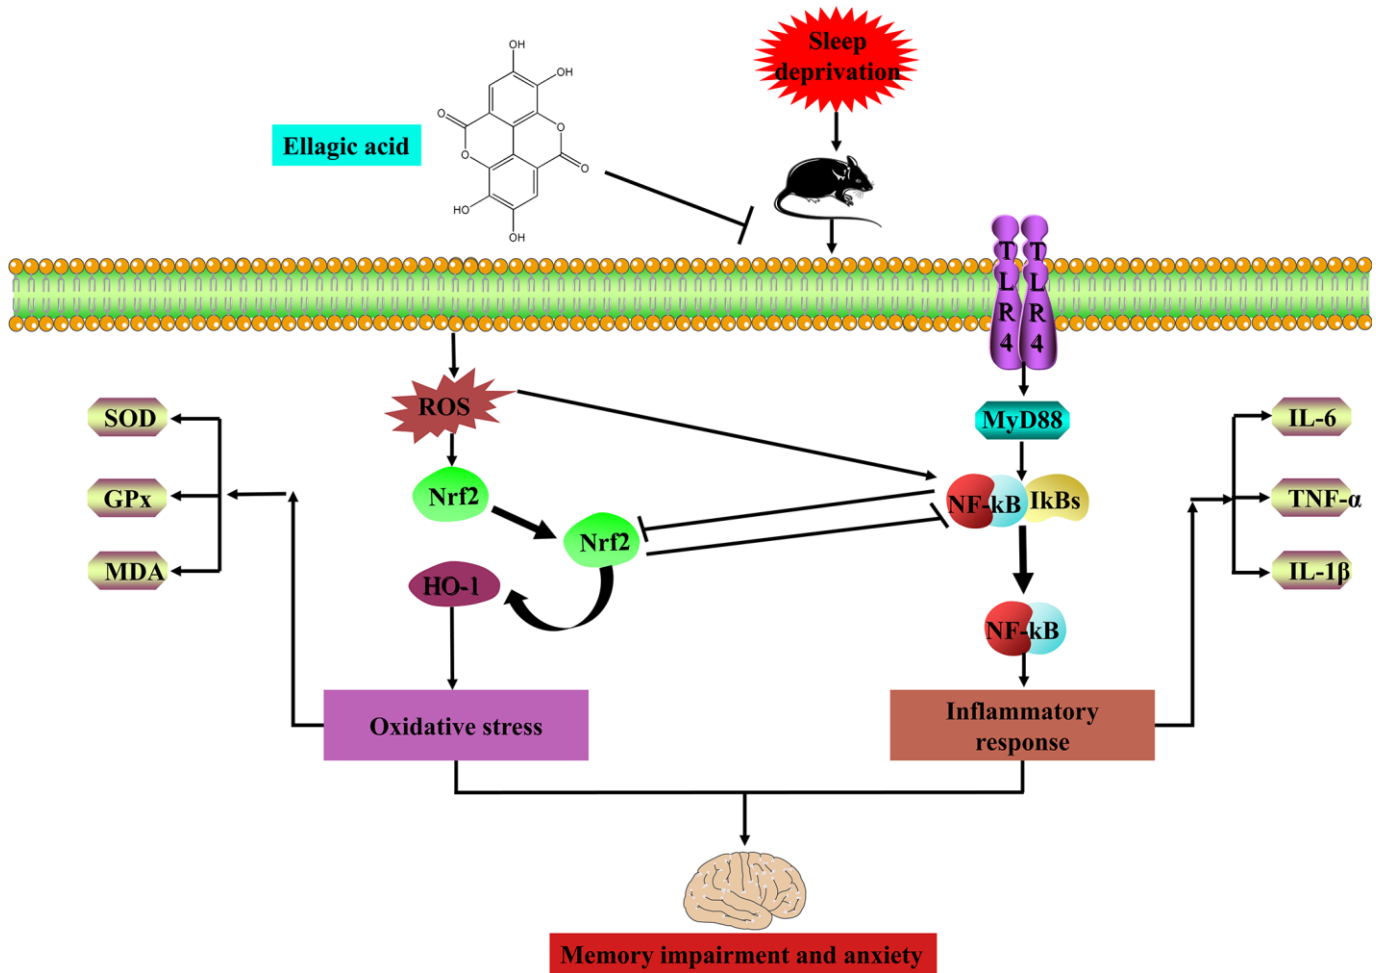 Sleep
deprivation
OH
OH
O
O
O
O
HO
OH
Ellagic acid
T
L
R
4
T
L
R
4
ROS
MyD88
SOD
GPx
MDA
Nrf2
Nrf2
HO-1
NF-kB
IkBs
NF-kB
IL-6
TNF-α
IL-1β
Oxidative stress
Inflammatory
response
Memory impairment and anxiety